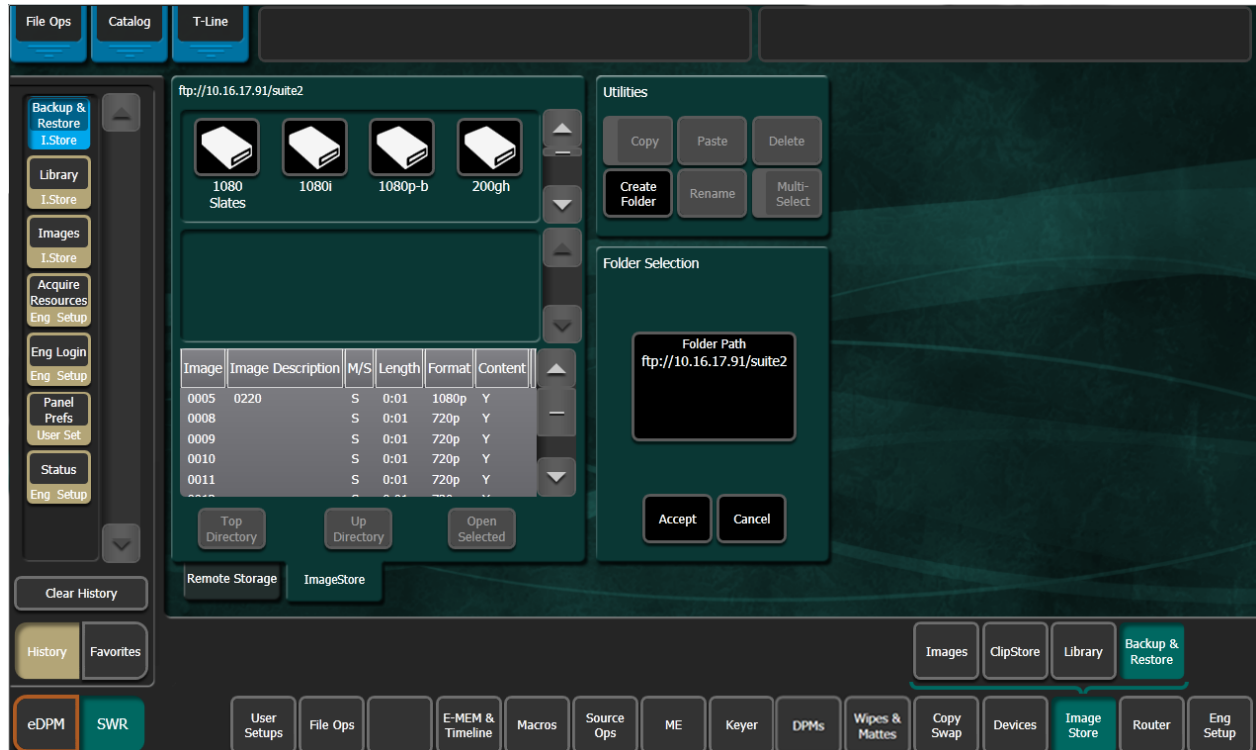 File Ops
Catalog
T-Line
Backup &
Restore
I.Store
Library
I.Store
Images
I.Store
Acquire
Resources
Eng Setup
Eng Login
Eng Setup
Panel
Prefs
User Set
Status
Eng Setup
Clear History
History
Favorites
ftp://10.16.17.91/suite2
1080
Slates
1080i
1080p-b
200gh
Image Image Description M/S Length Format Content
0005 0220 S 0:01 1080p Y
0008 S 0:01 720p Y
0009 S 0:01 720p Y
0010 S 0:01 720p Y
0011 S 0:01 720p Y
Top
Directory
Up
Directory
Open
Selected
Remote Storage
ImageStore
Utilities
Copy
Paste
Delete
Create
Folder
Rename
Multi-
Select
Folder Selection
Folder Path
ftp://10.16.17.91/suite2
Accept
Cancel
Images
ClipStore
Library
Backup &
Restore
eDPM
SWR
User
Setups
File Ops
E-MEM &
Timeline
Macros
Source
Ops
ME
Keyer
DPMs
Wipes &
Mattes
Copy
Swap
Devices
Image
Store
Router
Eng
Setup